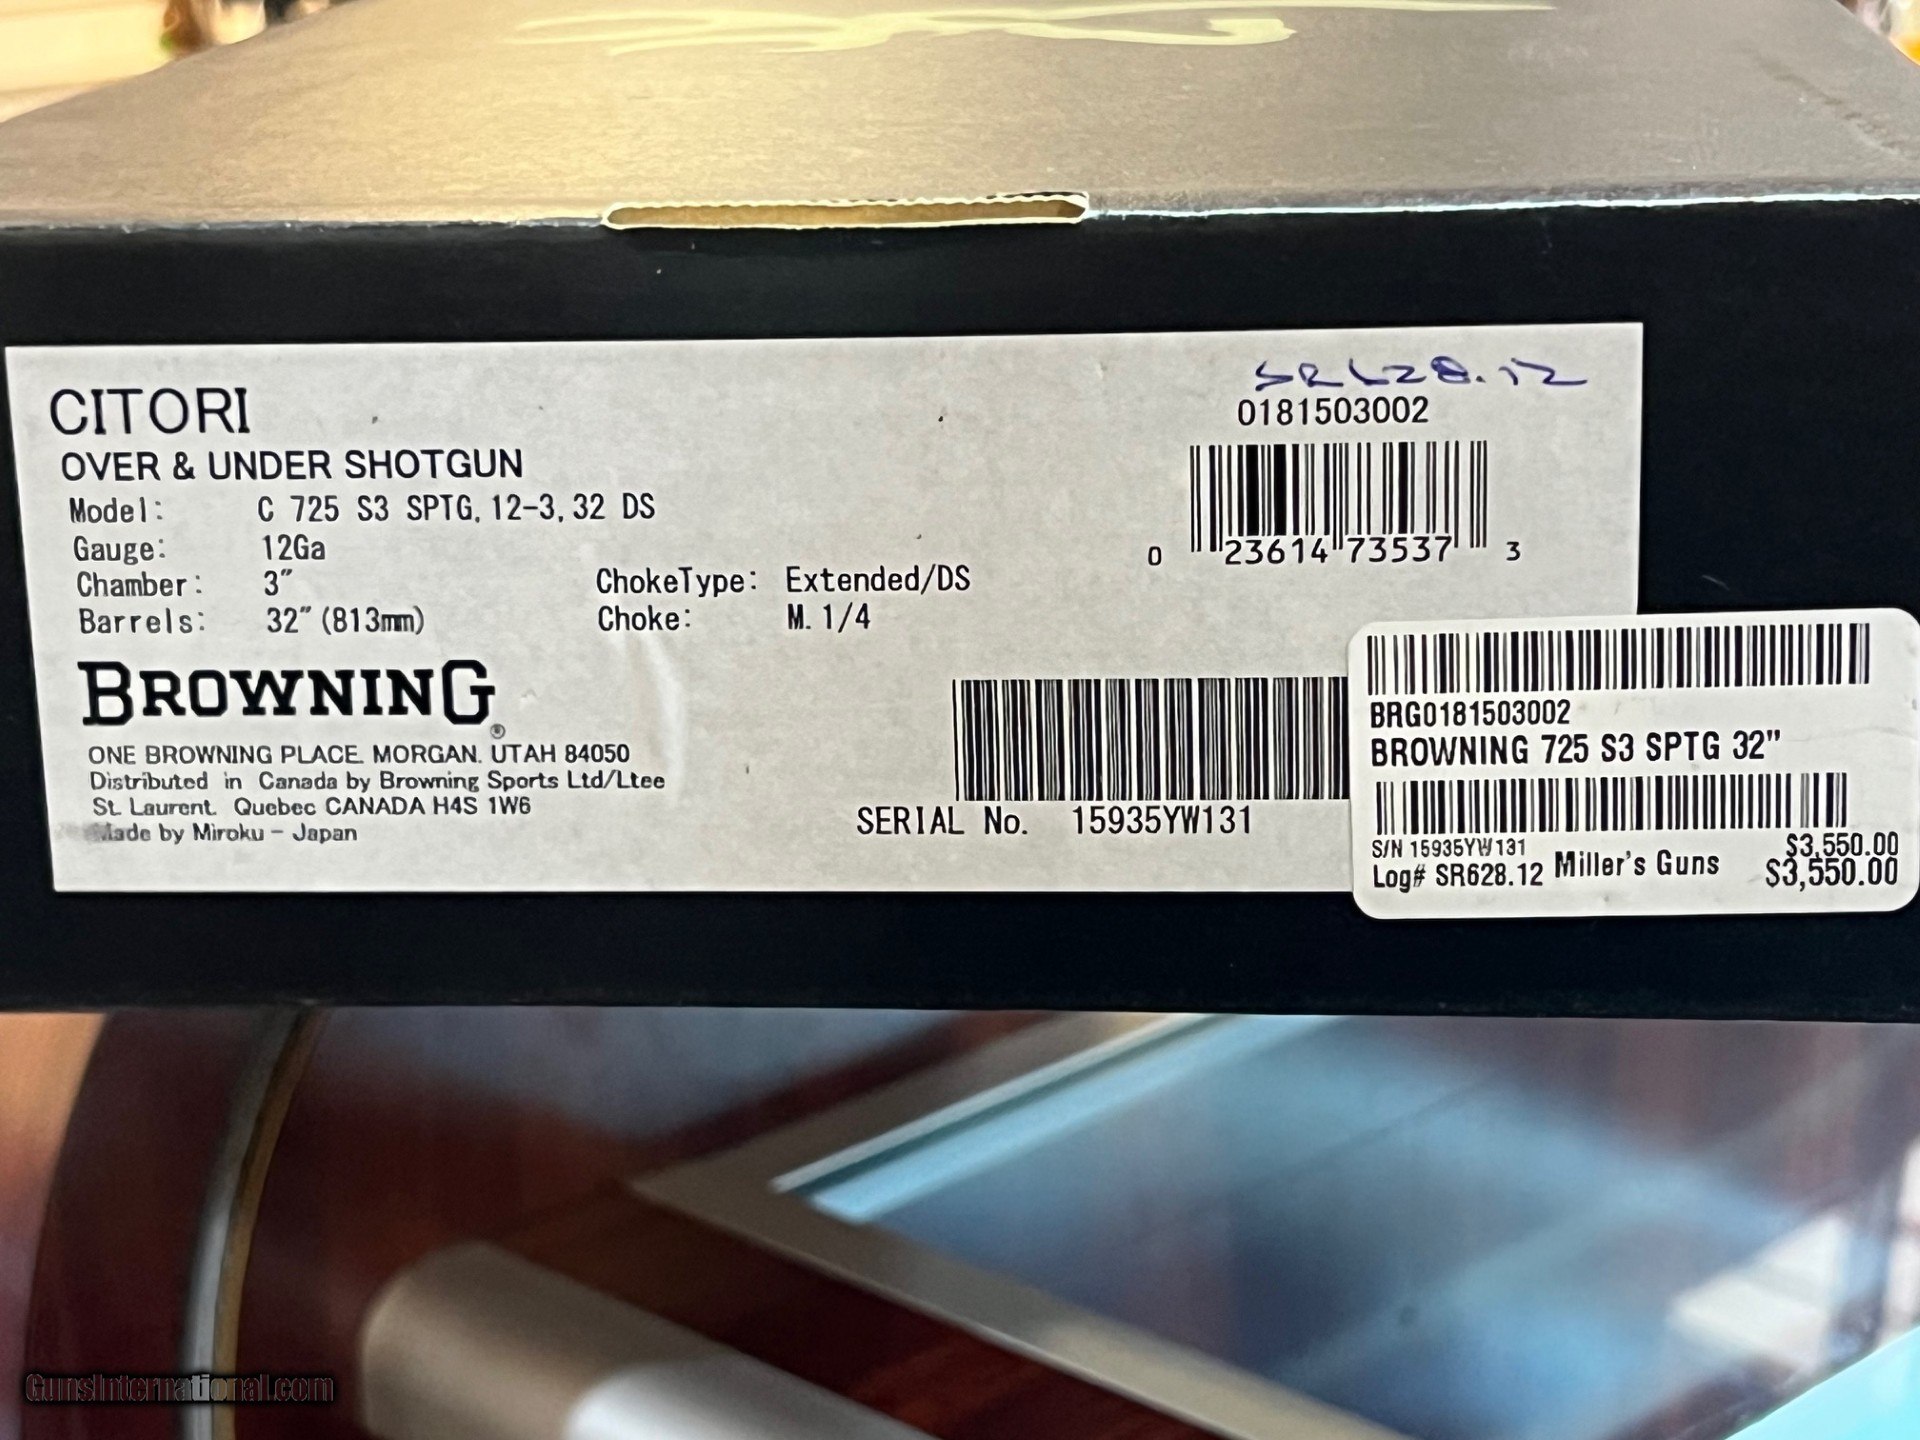 SR628.12
CITORI
0181503002
OVER & UNDER SHOTGUN
Model: C 725 S3 SPTG, 12-3, 32 DS
Gauge: 12Ga
0 23614 73537 3
Chamber: 3" ChokeType: Extended/DS
Barrels: 32" (813mm) Choke: M. 1/4
BROWNING®
ONE BROWNING PLACE. MORGAN. UTAH 84050
Distributed in Canada by Browning Sports Ltd/Ltee
St. Laurent. Quebec CANADA H4S 1W6
Made by Miroku - Japan
SERIAL No. 15935YW131
BRG0181503002
BROWNING 725 S3 SPTG 32"
S/N 15935YW131 $3,550.00
Log# SR628.12 Miller's Guns $3,550.00
GunsInternational.com